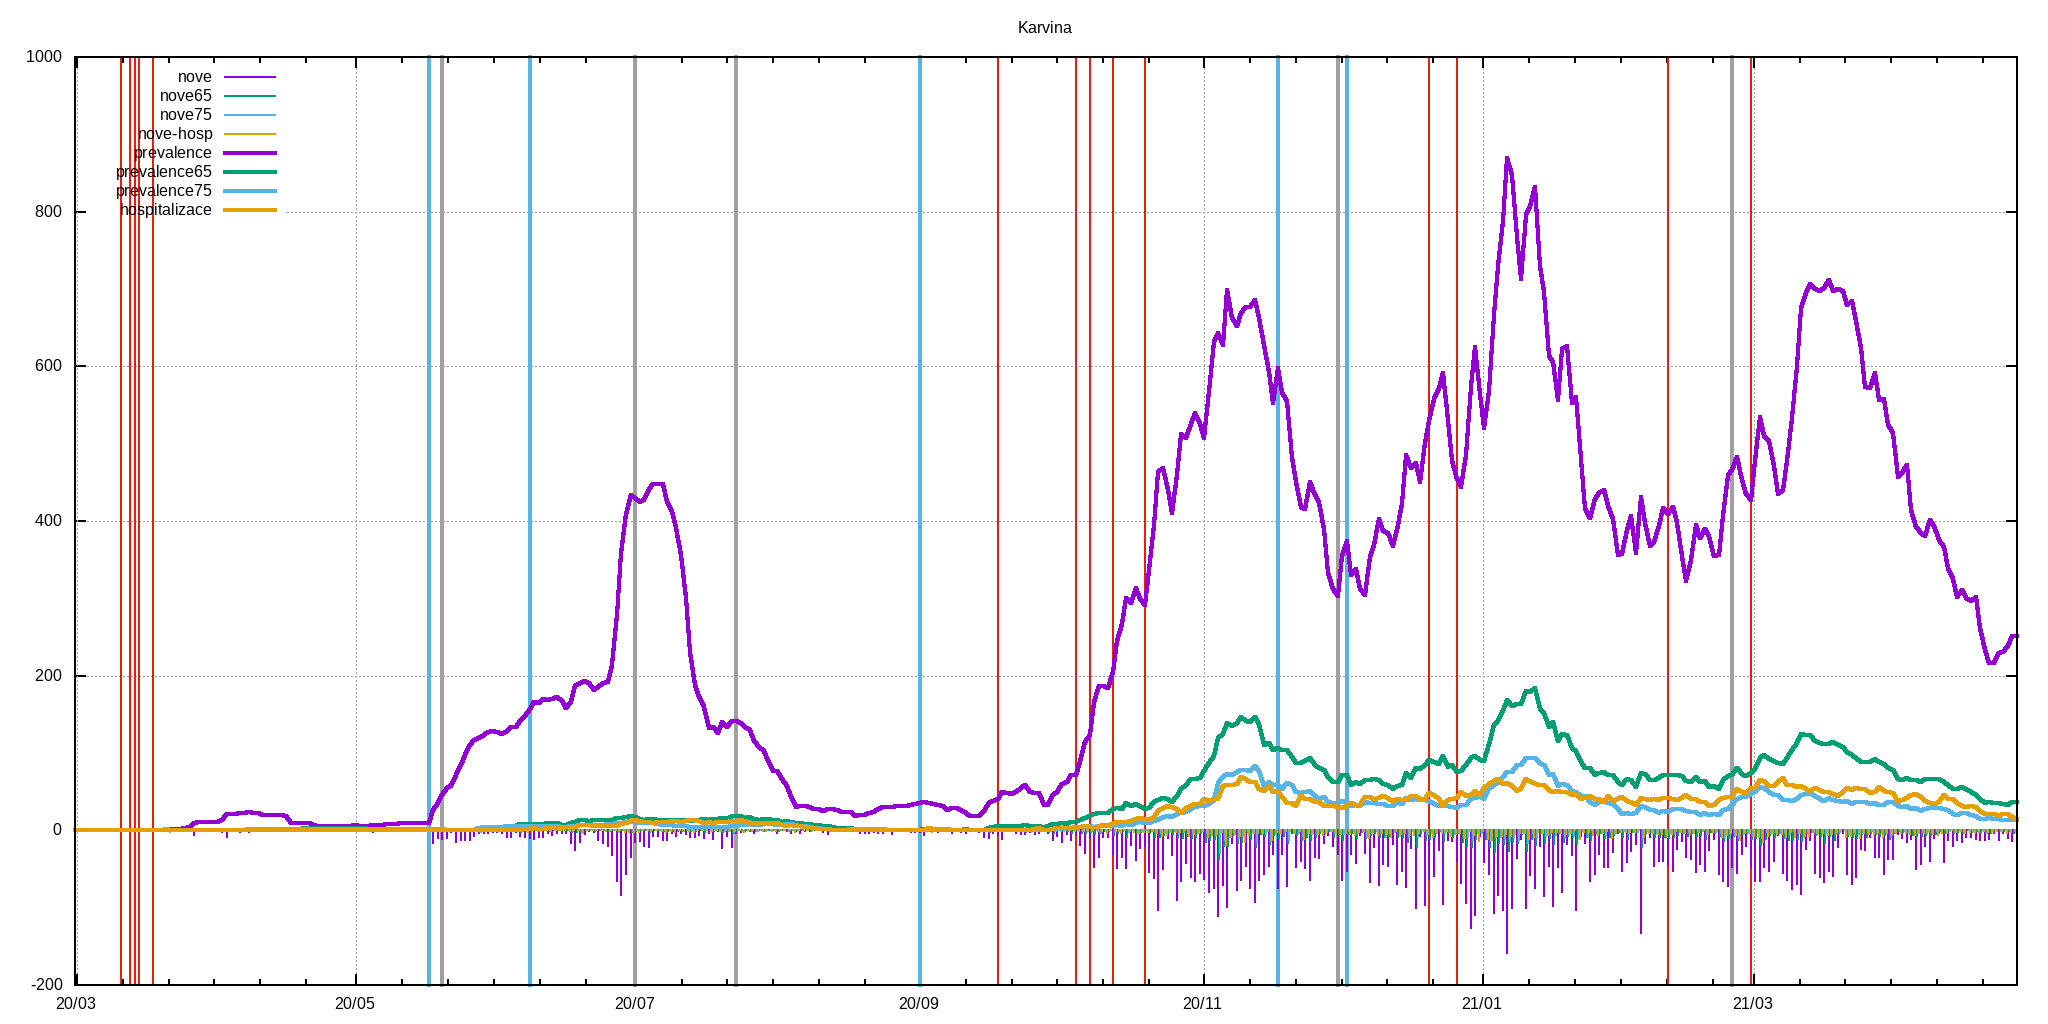 Karvina
1000
800
600
400
200
0
-200
nove
nove65
nove75
nove-hosp
prevalence
prevalence65
prevalence75
hospitalizace
20/03 20/05 20/07 20/09 20/11 21/01 21/03